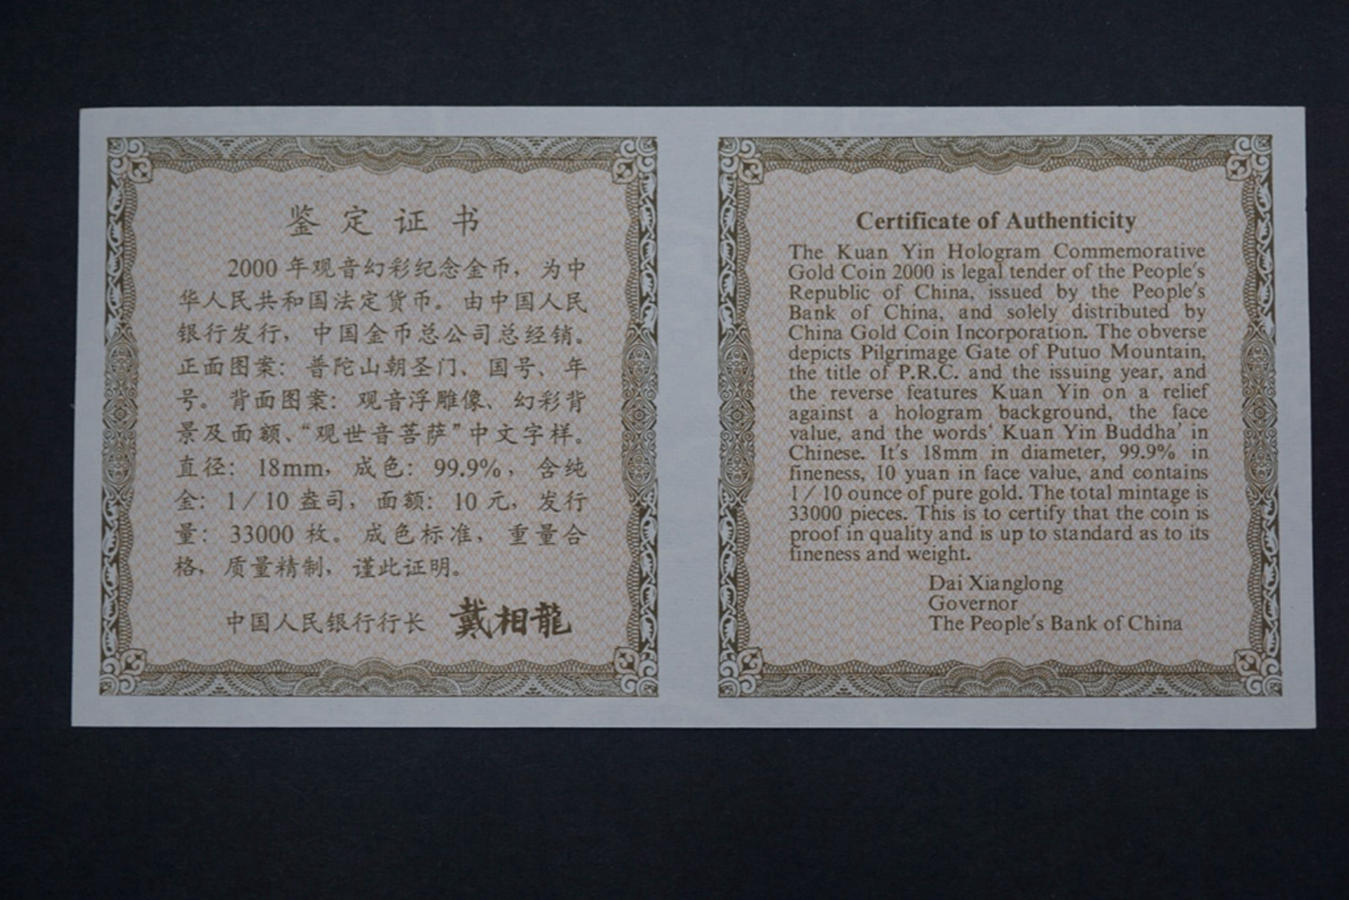 鉴定证书
2000 年观音幻彩纪念金币，为中
华人民共和国法定货币。由中国人民
银行发行，中国金币总公司总经销。
正面图案：普陀山朝圣门、国号、年
号。背面图案：观音浮雕像、幻彩背
景及面额、“观世音菩萨”中文字样。
直径：18mm，成色：99.9%，含纯
金：1/10 盎司，面额：10 元，发行
量：33000 枚。成色标准，重量合
格，质量精制，谨此证明。
中国人民银行行长 戴相龍
Certificate of Authenticity
The Kuan Yin Hologram Commemorative
Gold Coin 2000 is legal tender of the People's
Republic of China, issued by the People's
Bank of China, and solely distributed by
China Gold Coin Incorporation. The obverse
depicts Pilgrimage Gate of Putuo Mountain,
the title of P.R.C. and the issuing year, and
the reverse features Kuan Yin on a relief
against a hologram background, the face
value, and the words‘ Kuan Yin Buddha’ in
Chinese. It's 18mm in diameter, 99.9% in
fineness, 10 yuan in face value, and contains
1/10 ounce of pure gold. The total mintage is
33000 pieces. This is to certify that the coin is
proof in quality and is up to standard as to its
fineness and weight.
Dai Xianglong
Governor
The People's Bank of China